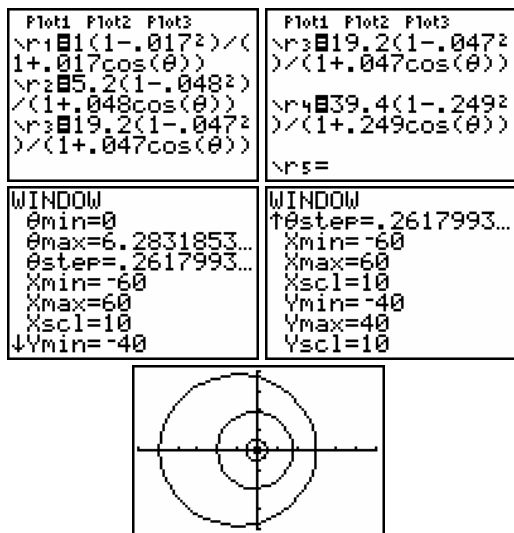 Plot1 Plot2 Plot3
\r1=1(1-.017²)/(
1+.017cos(θ))
\r2=5.2(1-.048²)
/(1+.048cos(θ))
\r3=19.2(1-.047²
)/(1+.047cos(θ))
Plot1 Plot2 Plot3
\r3=19.2(1-.047²
)/(1+.047cos(θ))
\r4=39.4(1-.249²
)/(1+.249cos(θ))
\r5=
WINDOW
θmin=0
θmax=6.2831853…
θstep=.2617993…
Xmin=-60
Xmax=60
Xscl=10
↓Ymin=-40
WINDOW
↑θstep=.2617993…
Xmin=-60
Xmax=60
Xscl=10
Ymin=-40
Ymax=40
Yscl=10